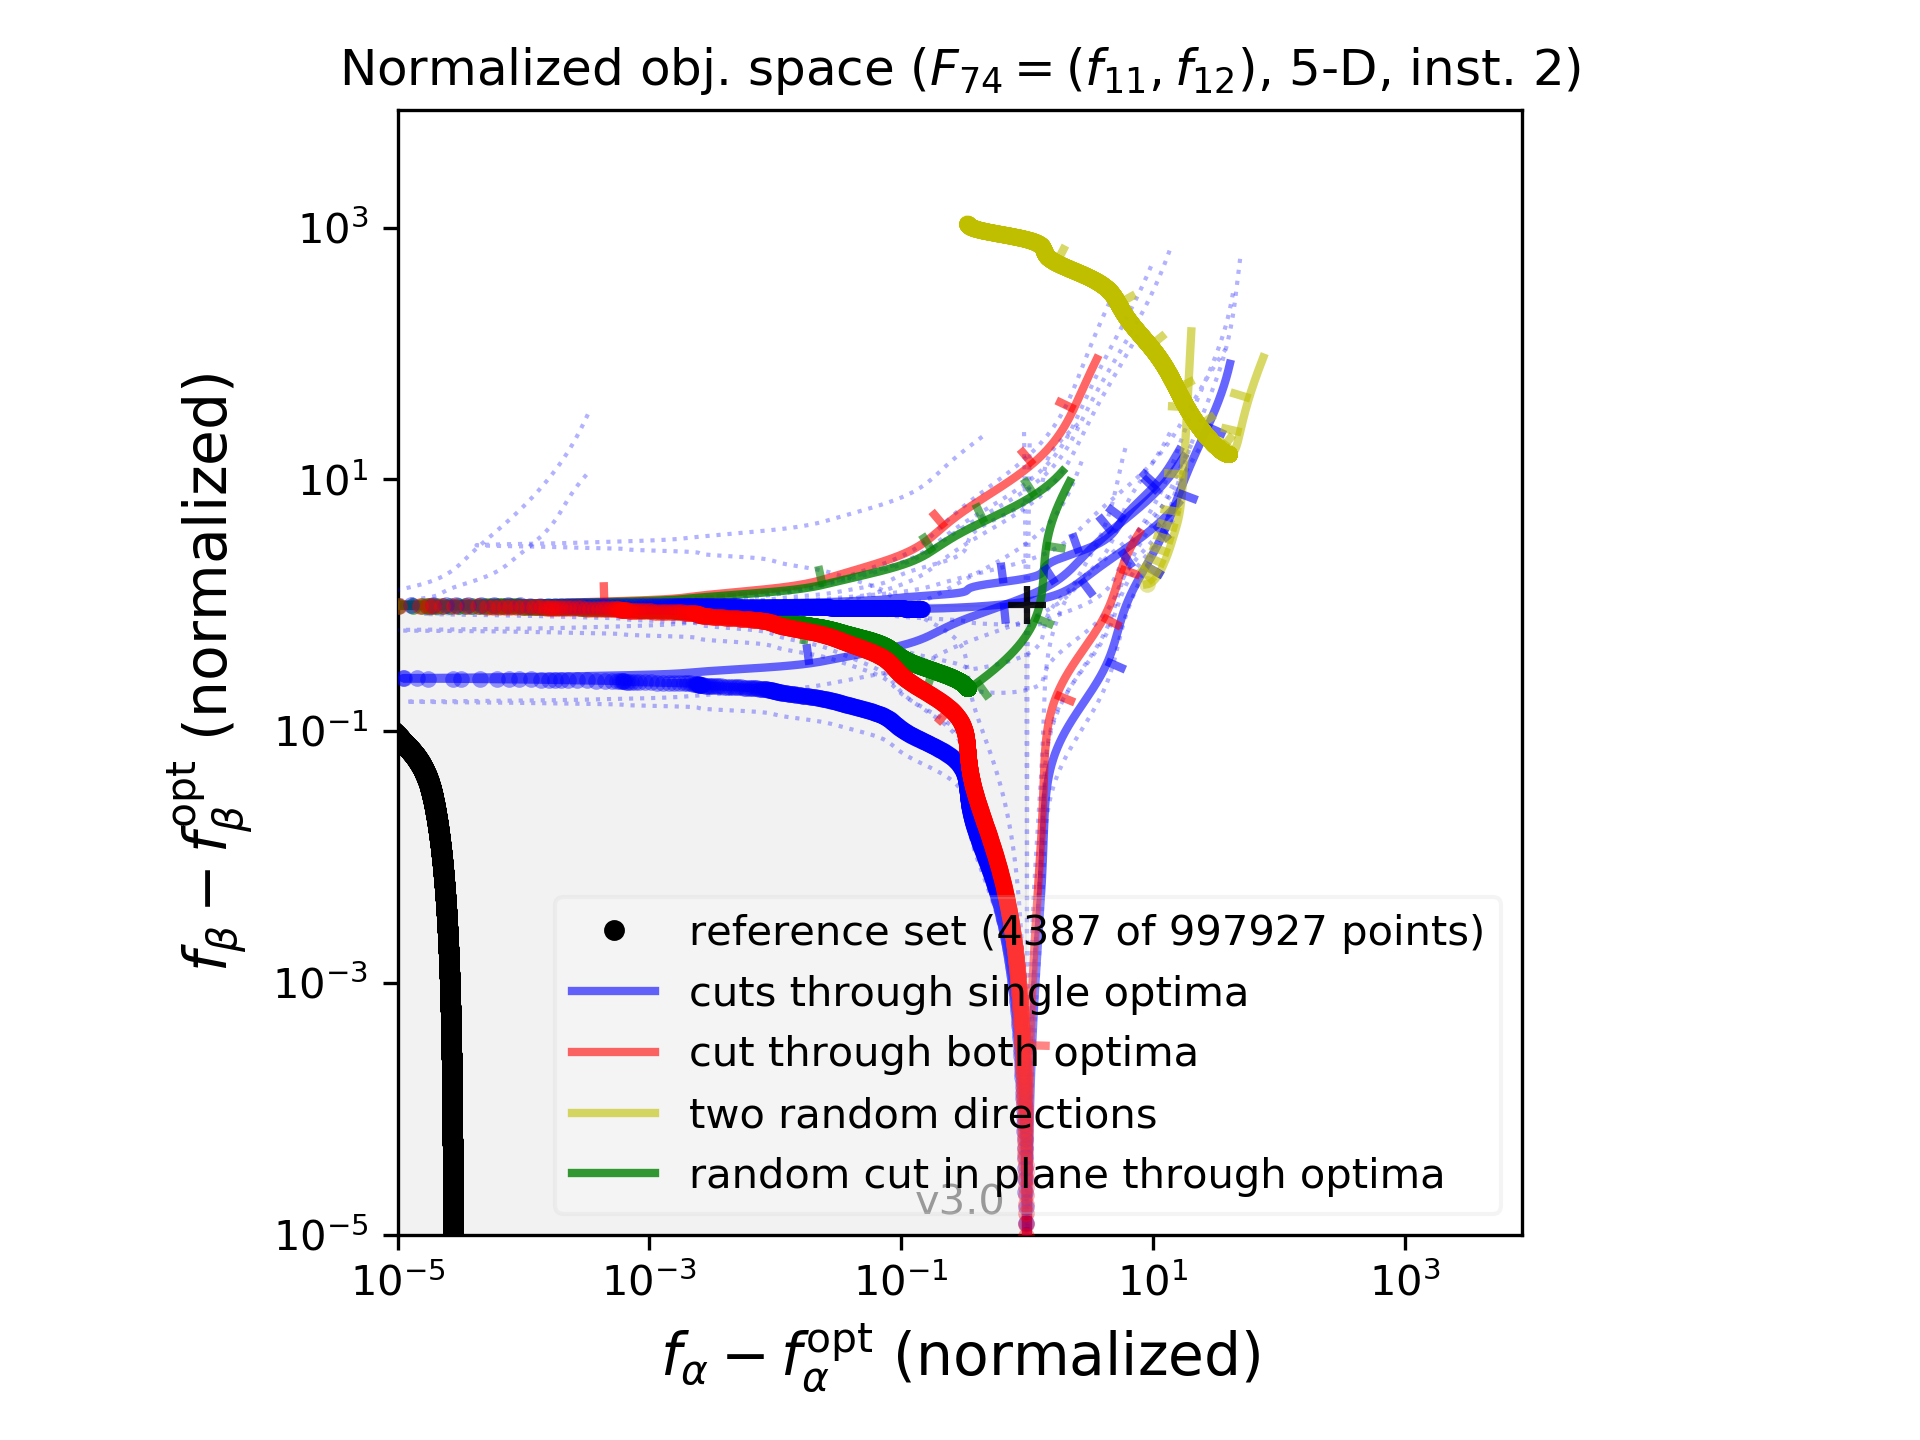 Normalized obj. space (F₇₄ = (f₁₁, f₁₂), 5-D, inst. 2)
f_β − f_β^opt (normalized)
10³
10¹
10⁻¹
10⁻³
10⁻⁵
reference set (4387 of 997927 points)
cuts through single optima
cut through both optima
two random directions
random cut in plane through optima
v3.0
10⁻⁵ 10⁻³ 10⁻¹ 10¹ 10³
f_α − f_α^opt (normalized)